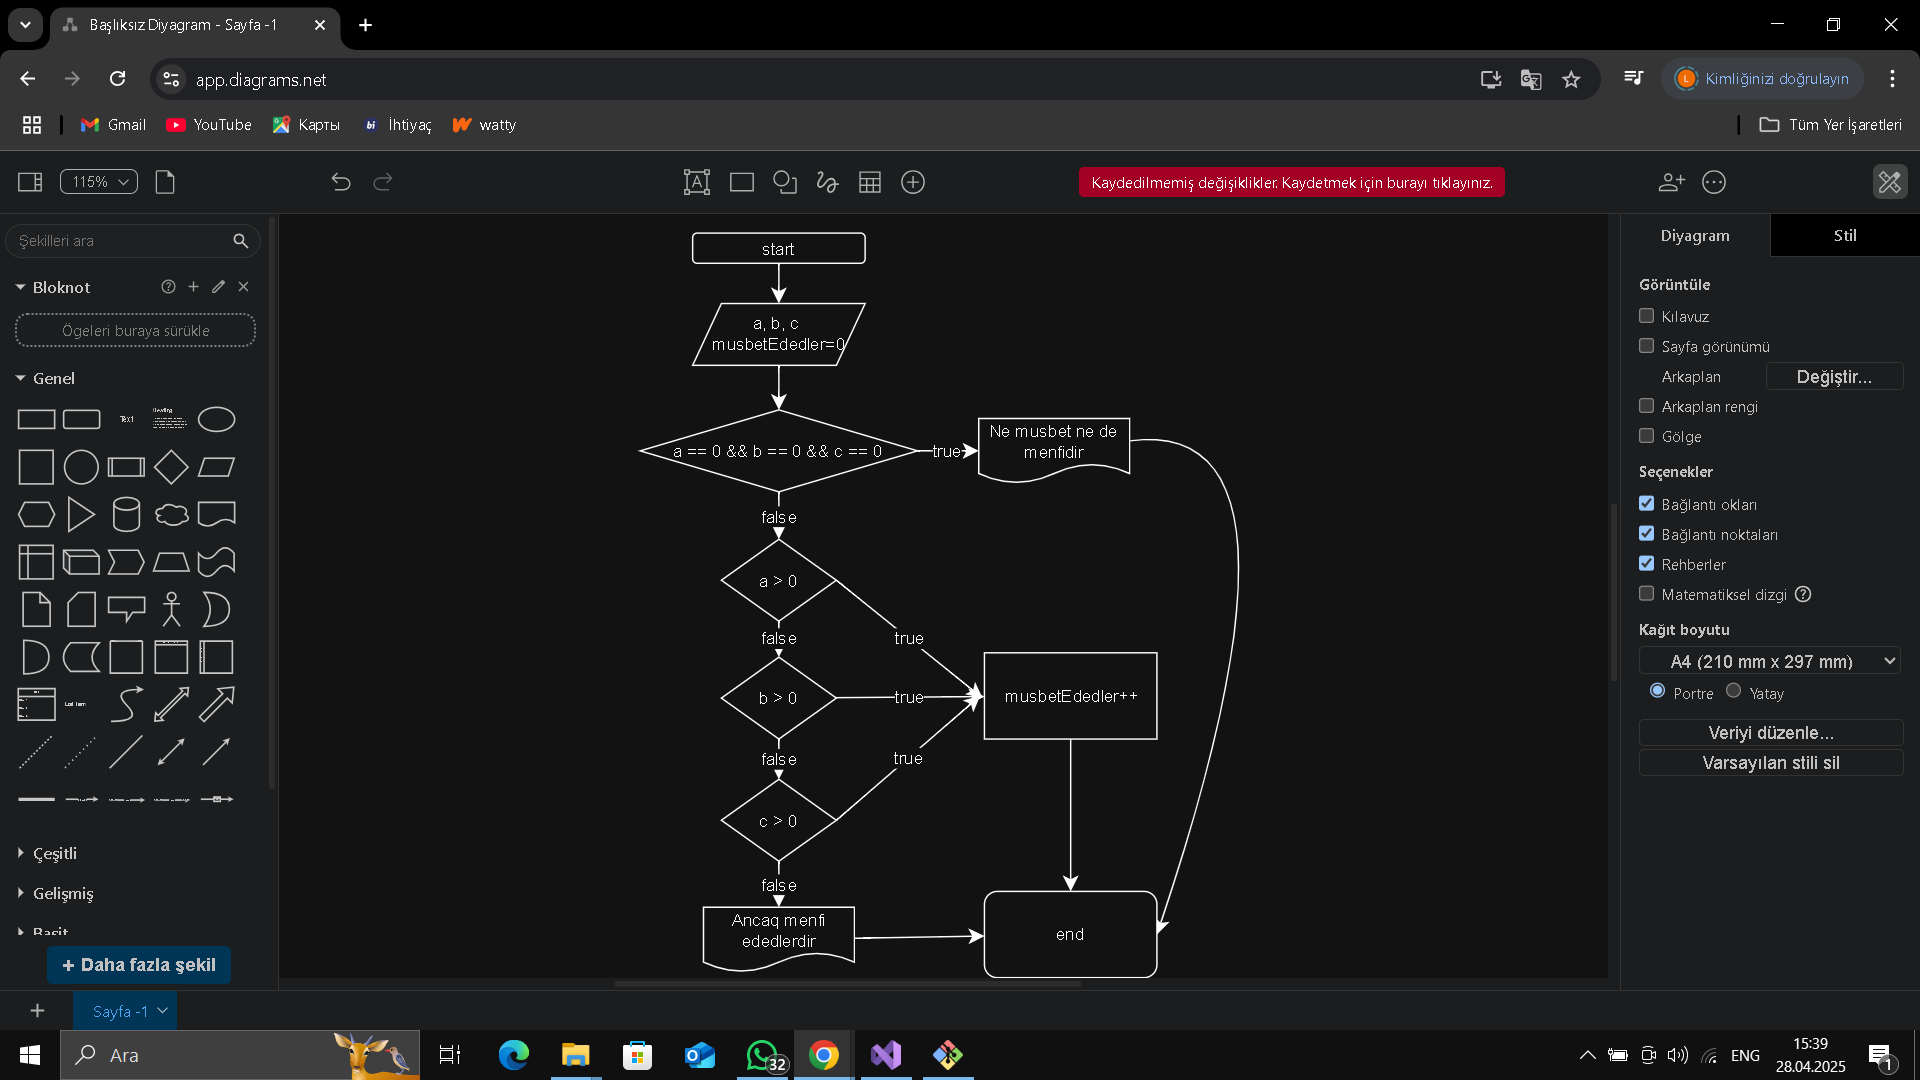 Başlıksız Diyagram - Sayfa -1
app.diagrams.net
Kimliğinizi doğrulayın
Gmail
YouTube
Карты
İhtiyaç
watty
Tüm Yer İşaretleri
115%
Kaydedilmemiş değişiklikler. Kaydetmek için burayı tıklayınız.
Şekilleri ara
Bloknot
Ögeleri buraya sürükle
Genel
Text
Heading
List Item
Çeşitli
Gelişmiş
Basit
+ Daha fazla şekil
start
a, b, c
musbetEdedler=0
a == 0 && b == 0 && c == 0
true
Ne musbet ne de
menfidir
false
a > 0
false
true
b > 0
true
musbetEdedler++
false
true
c > 0
false
Ancaq menfi
ededlerdir
end
Diyagram
Stil
Görüntüle
Kılavuz
Sayfa görünümü
Arkaplan
Değiştir...
Arkaplan rengi
Gölge
Seçenekler
Bağlantı okları
Bağlantı noktaları
Rehberler
Matematiksel dizgi
Kağıt boyutu
A4 (210 mm x 297 mm)
Portre
Yatay
Veriyi düzenle...
Varsayılan stili sil
Sayfa -1
Ara
32
ENG
15:39
28.04.2025
1